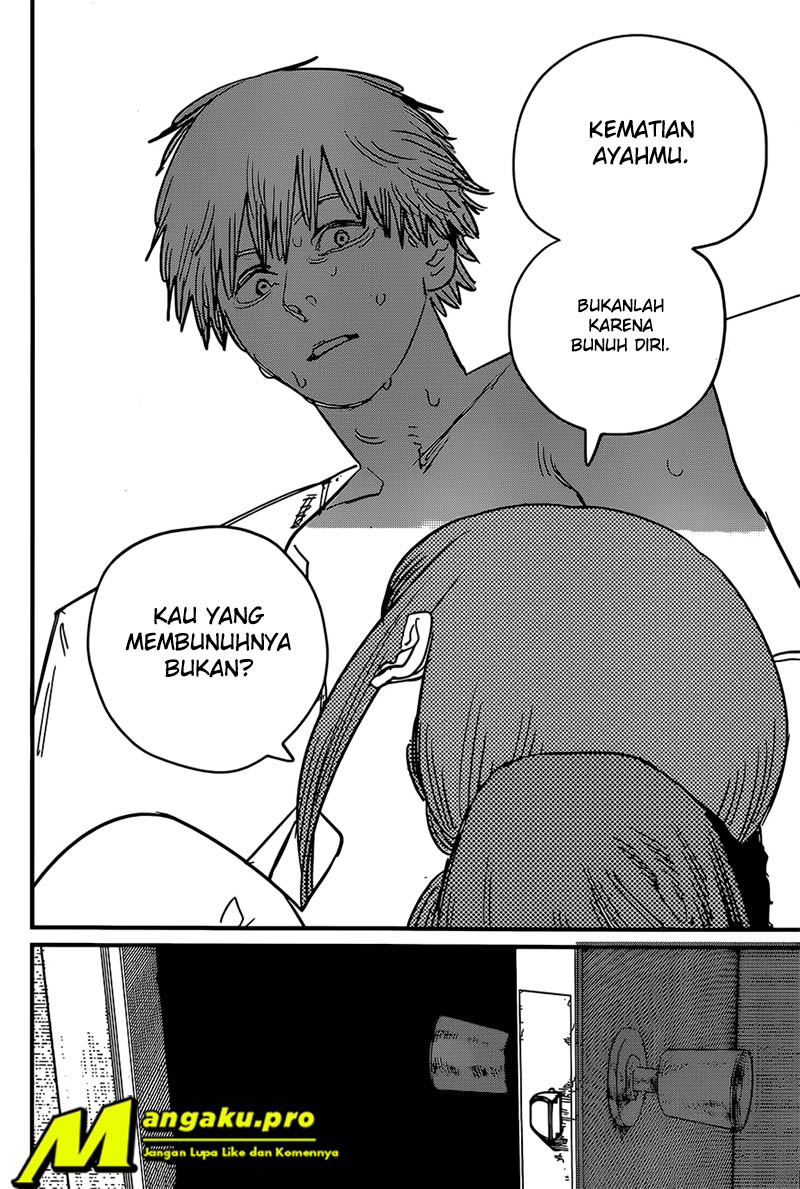 KEMATIAN
AYAHMU.
BUKANLAH
KARENA
BUNUH DIRI.
KAU YANG
MEMBUNUHNYA
BUKAN?
Mangaku.pro
Jangan Lupa Like dan Komennya